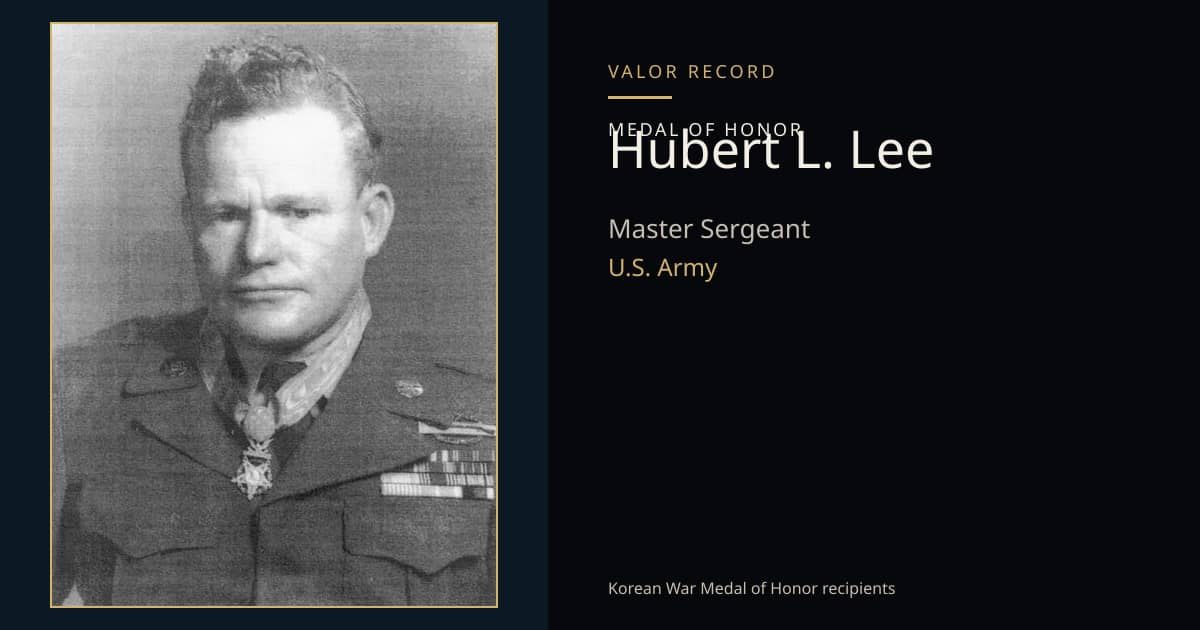 VALOR RECORD
MEDAL OF HONOR
Hubert L. Lee
Master Sergeant
U.S. Army
Korean War Medal of Honor recipients